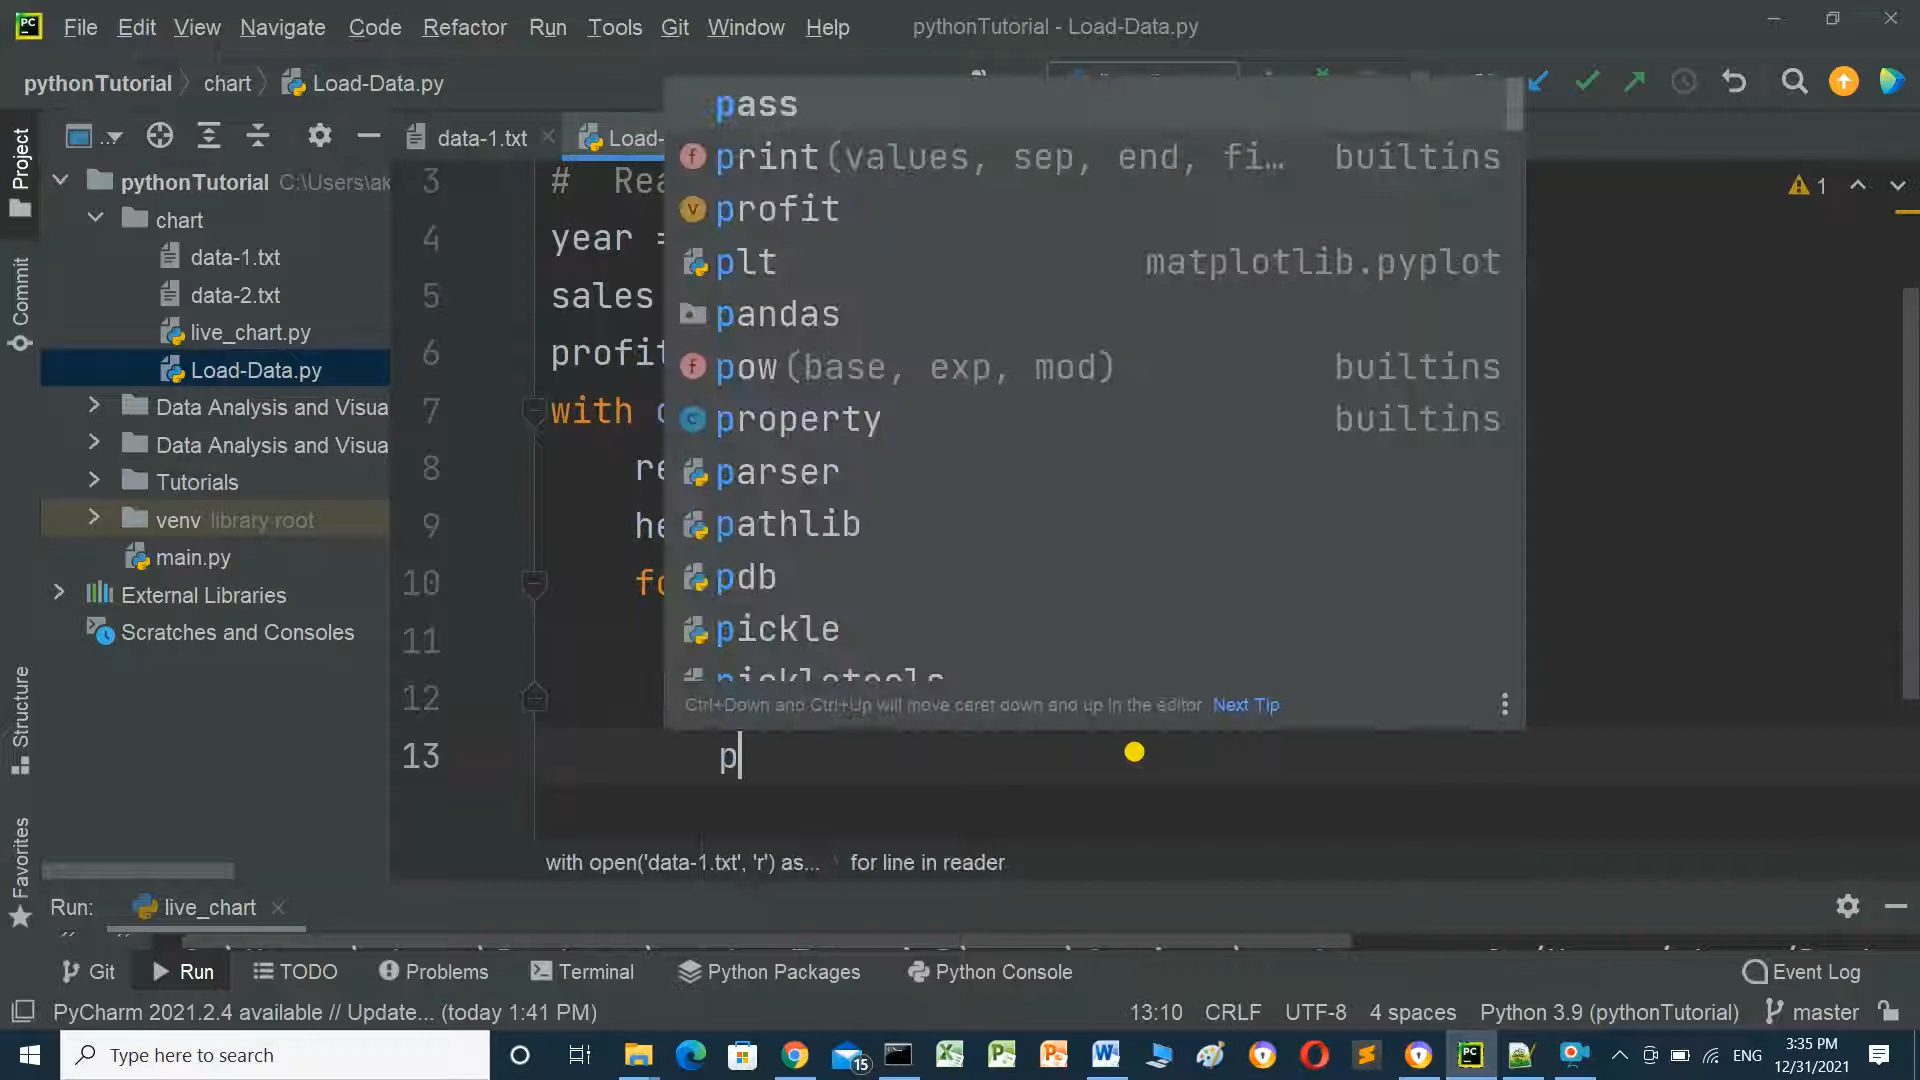 PC File Edit View Navigate Code Refactor Run Tools Git Window Help pythonTutorial - Load-Data.py
pythonTutorial chart Load-Data.py
Project
Commit
Structure
Favorites
pythonTutorial C:\Users\ak
chart
data-1.txt
data-2.txt
live_chart.py
Load-Data.py
Data Analysis and Visua
Data Analysis and Visua
Tutorials
venv library root
main.py
External Libraries
Scratches and Consoles
data-1.txt Load-
3 # Rea
4 year =
5 sales
6 profit
7 with o
8 re
9 he
10 fo
11
12
13 p
1
pass
print(values, sep, end, fi… builtins
profit
plt matplotlib.pyplot
pandas
pow(base, exp, mod) builtins
property builtins
parser
pathlib
pdb
pickle
pickletools
Ctrl+Down and Ctrl+Up will move caret down and up in the editor Next Tip
with open('data-1.txt', 'r') as... for line in reader
Run: live_chart
Git Run TODO Problems Terminal Python Packages Python Console Event Log
PyCharm 2021.2.4 available // Update... (today 1:41 PM) 13:10 CRLF UTF-8 4 spaces Python 3.9 (pythonTutorial) master
Type here to search 15 PC ENG 3:35 PM
12/31/2021